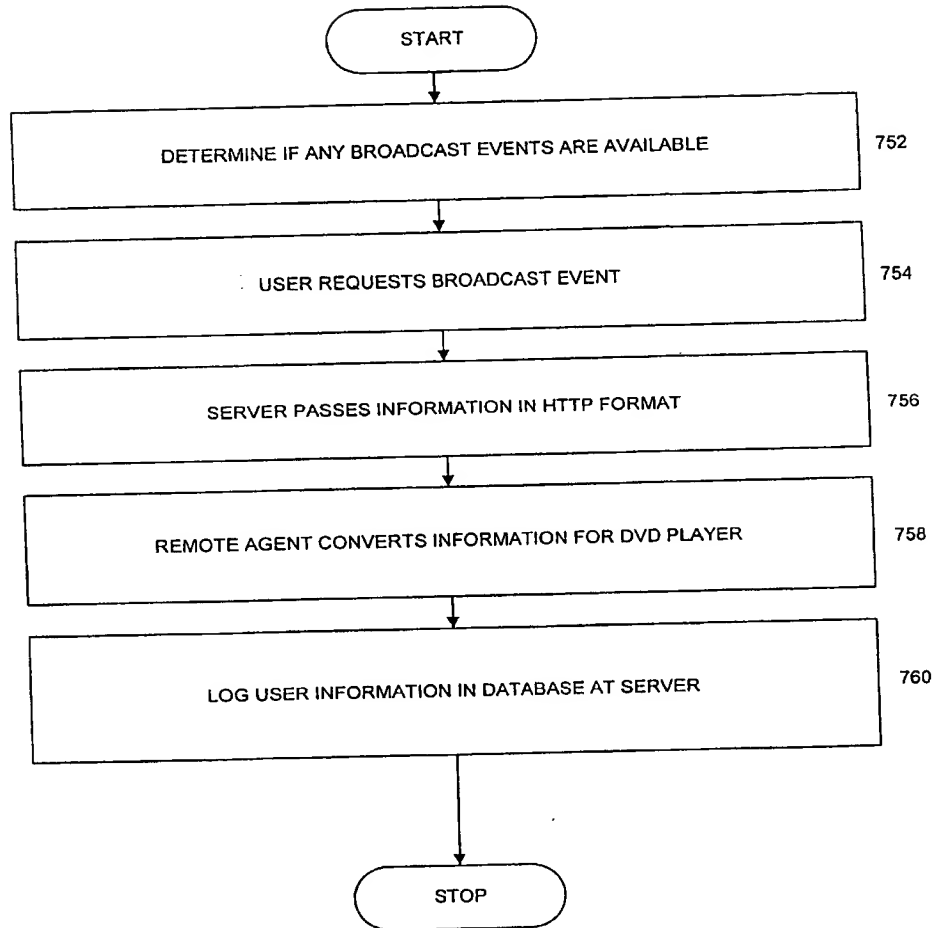 START
DETERMINE IF ANY BROADCAST EVENTS ARE AVAILABLE
752
USER REQUESTS BROADCAST EVENT
754
SERVER PASSES INFORMATION IN HTTP FORMAT
756
REMOTE AGENT CONVERTS INFORMATION FOR DVD PLAYER
758
LOG USER INFORMATION IN DATABASE AT SERVER
760
STOP